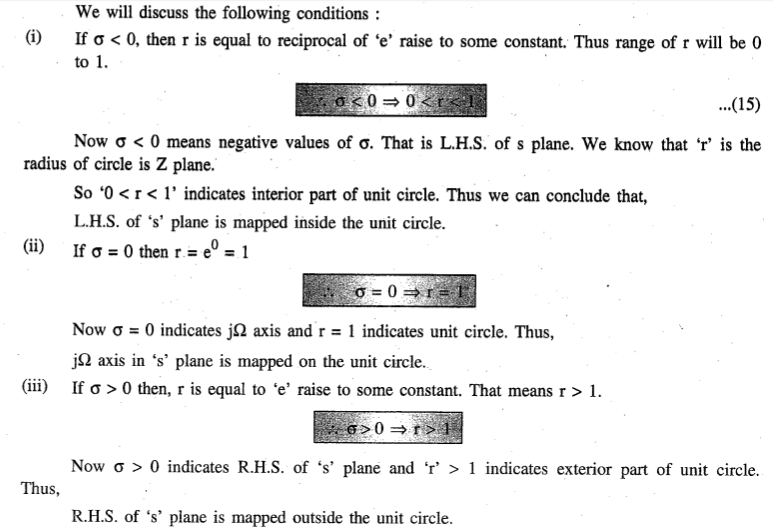 We will discuss the following conditions :
(i) If σ < 0, then r is equal to reciprocal of ‘e’ raise to some constant. Thus range of r will be 0
to 1.
∴ σ < 0 ⇒ 0 < r < 1 ...(15)
Now σ < 0 means negative values of σ. That is L.H.S. of s plane. We know that ‘r’ is the
radius of circle is Z plane.
So ‘0 < r < 1’ indicates interior part of unit circle. Thus we can conclude that,
L.H.S. of ‘s’ plane is mapped inside the unit circle.
(ii) If σ = 0 then r = e⁰ = 1
∴ σ = 0 ⇒ r = 1
Now σ = 0 indicates jΩ axis and r = 1 indicates unit circle. Thus,
jΩ axis in ‘s’ plane is mapped on the unit circle.
(iii) If σ > 0 then, r is equal to ‘e’ raise to some constant. That means r > 1.
∴ σ > 0 ⇒ r > 1
Now σ > 0 indicates R.H.S. of ‘s’ plane and ‘r’ > 1 indicates exterior part of unit circle.
Thus,
R.H.S. of ‘s’ plane is mapped outside the unit circle.